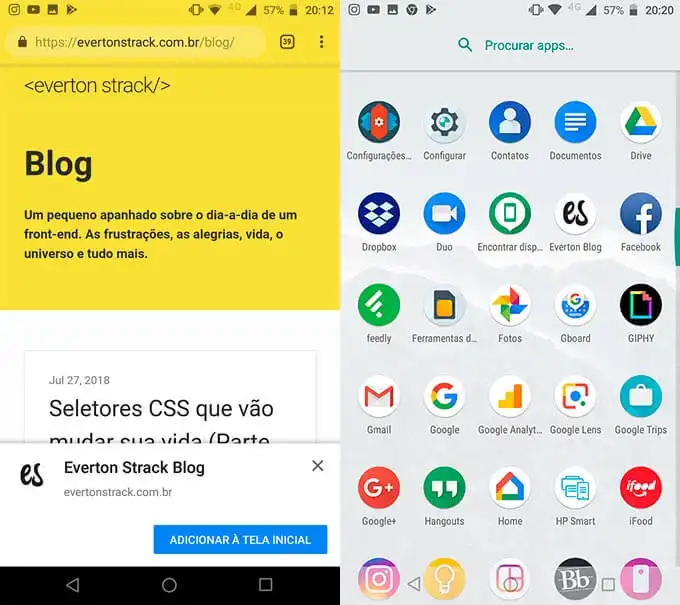 4G 57% 20:12
https://evertonstrack.com.br/blog/ 39
<everton strack/>
Blog
Um pequeno apanhado sobre o dia-a-dia de um
front-end. As frustrações, as alegrias, vida, o
universo e tudo mais.
Jul 27, 2018
Seletores CSS que vão
mudar sua vida (Parte
es
Everton Strack Blog
evertonstrack.com.br
ADICIONAR À TELA INICIAL
4G 57% 20:20
Procurar apps...
Configurações... Configurar Contatos Documentos Drive
es
Dropbox Duo Encontrar disp... Everton Blog Facebook
feedly Ferramentas d... Fotos Gboard GIPHY
Gmail Google Google Analyt... Google Lens Google Trips
G+ ifood
Google+ Hangouts Home HP Smart iFood
Bb